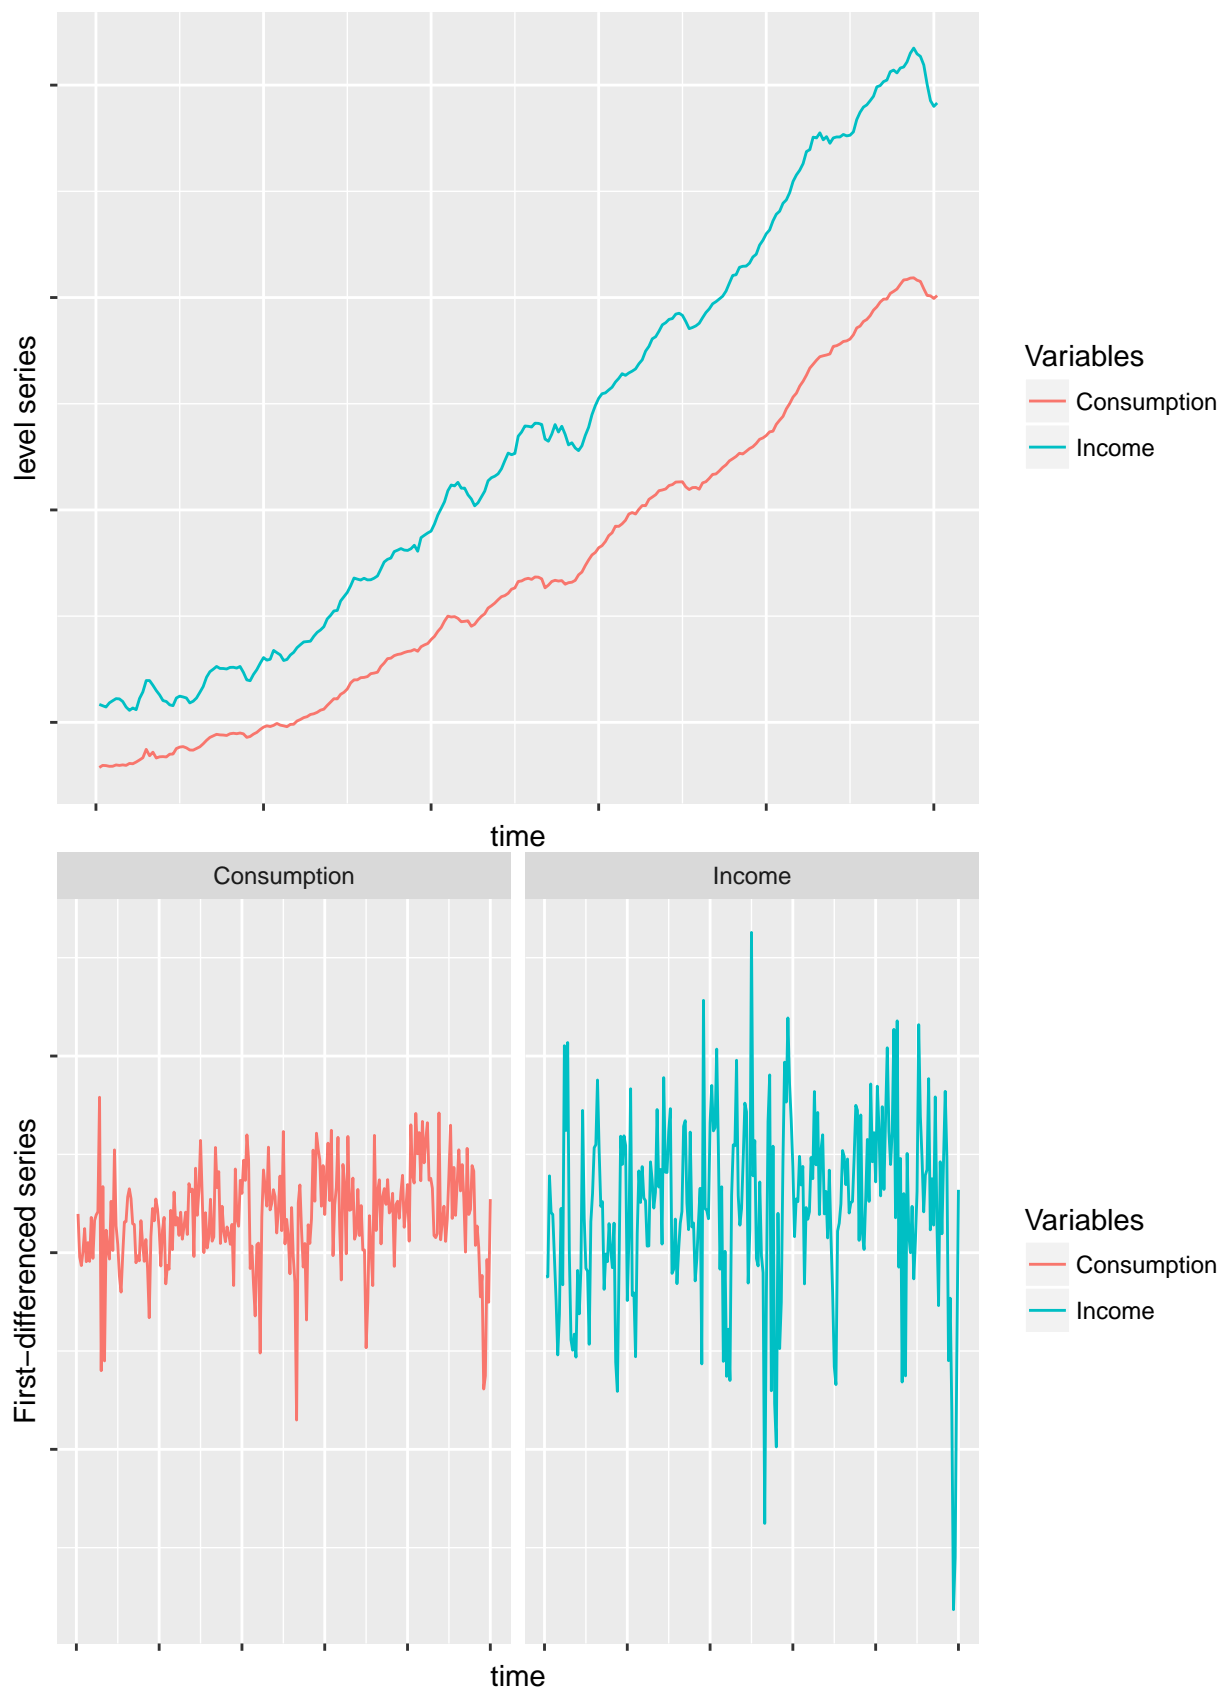 level series
time
Variables
Consumption
Income
Consumption
Income
First−differenced series
time
Variables
Consumption
Income